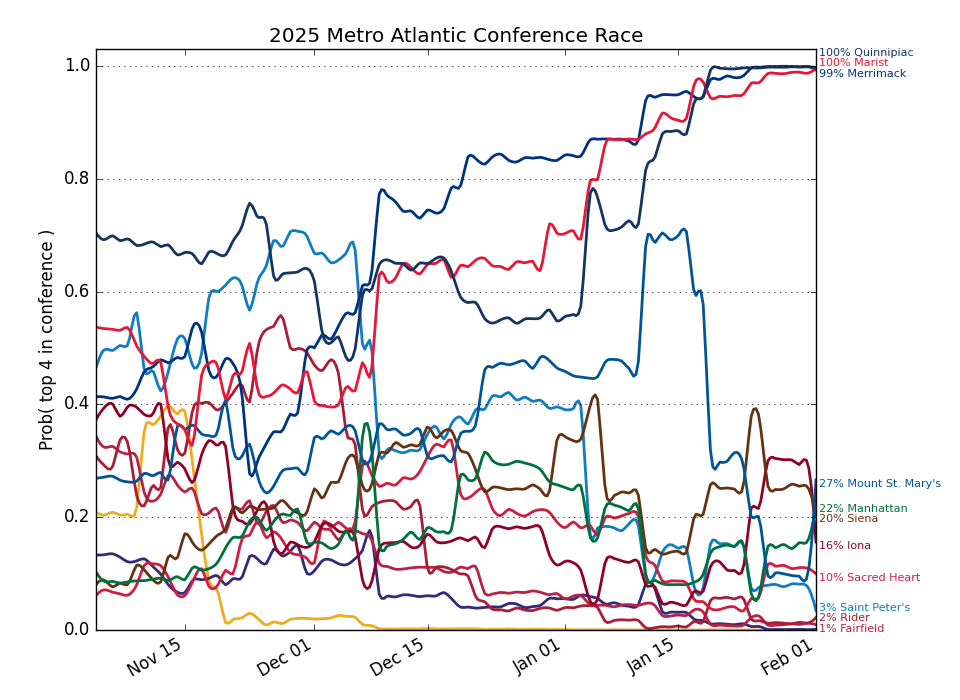 2025 Metro Atlantic Conference Race
Prob( top 4 in conference )
1.0
0.8
0.6
0.4
0.2
0.0
Nov 15
Dec 01
Dec 15
Jan 01
Jan 15
Feb 01
100% Quinnipiac
100% Marist
99% Merrimack
27% Mount St. Mary's
22% Manhattan
20% Siena
16% Iona
10% Sacred Heart
3% Saint Peter's
2% Rider
1% Fairfield